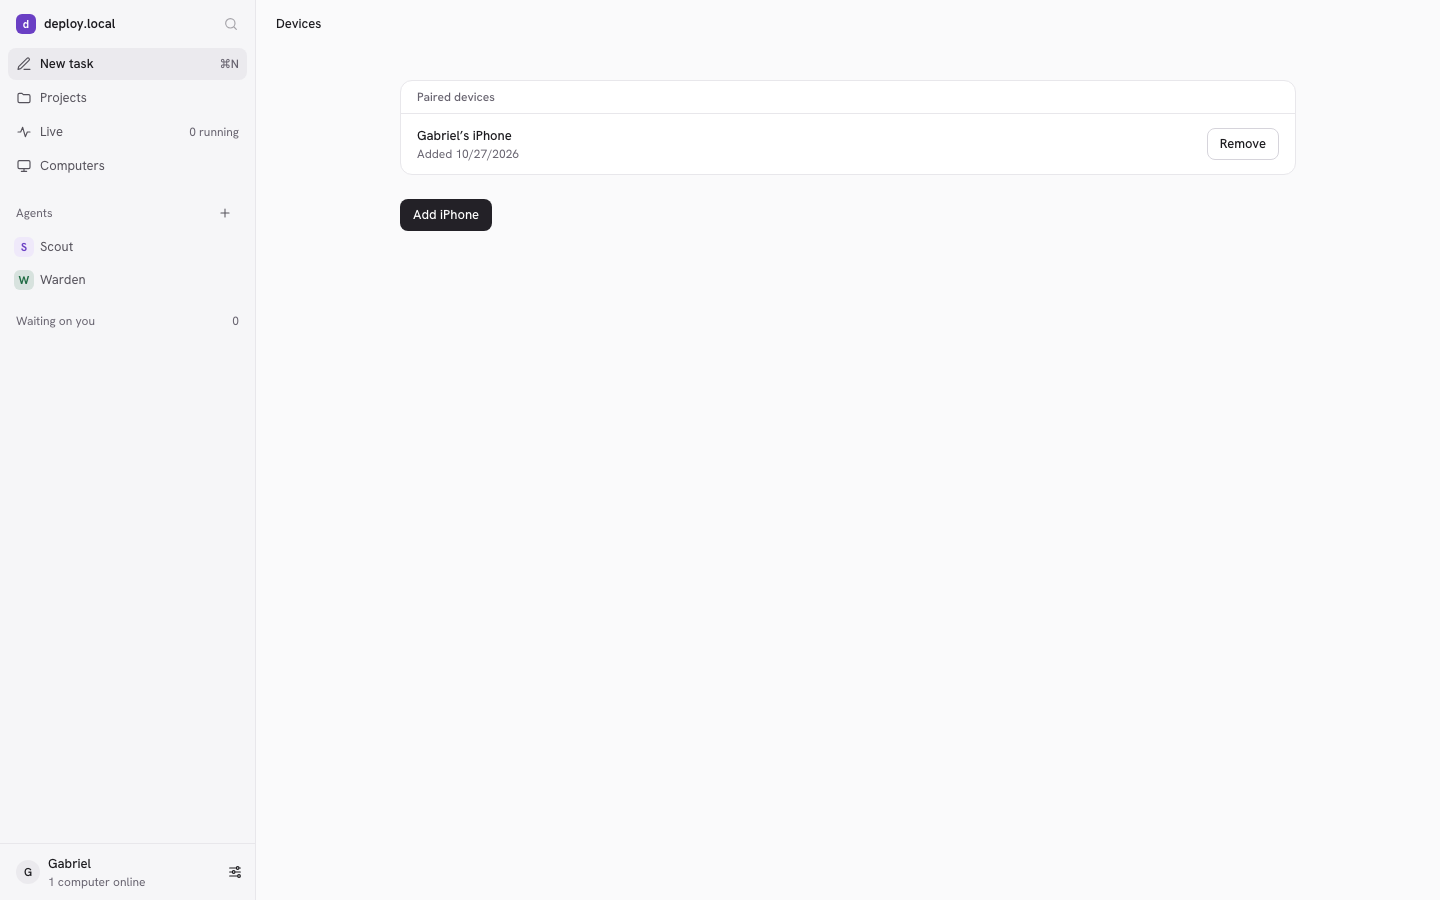 d deploy.local
New task ⌘N
Projects
Live 0 running
Computers
Agents
S Scout
W Warden
Waiting on you 0
G Gabriel
1 computer online
Devices
Paired devices
Gabriel’s iPhone
Added 10/27/2026
Remove
Add iPhone